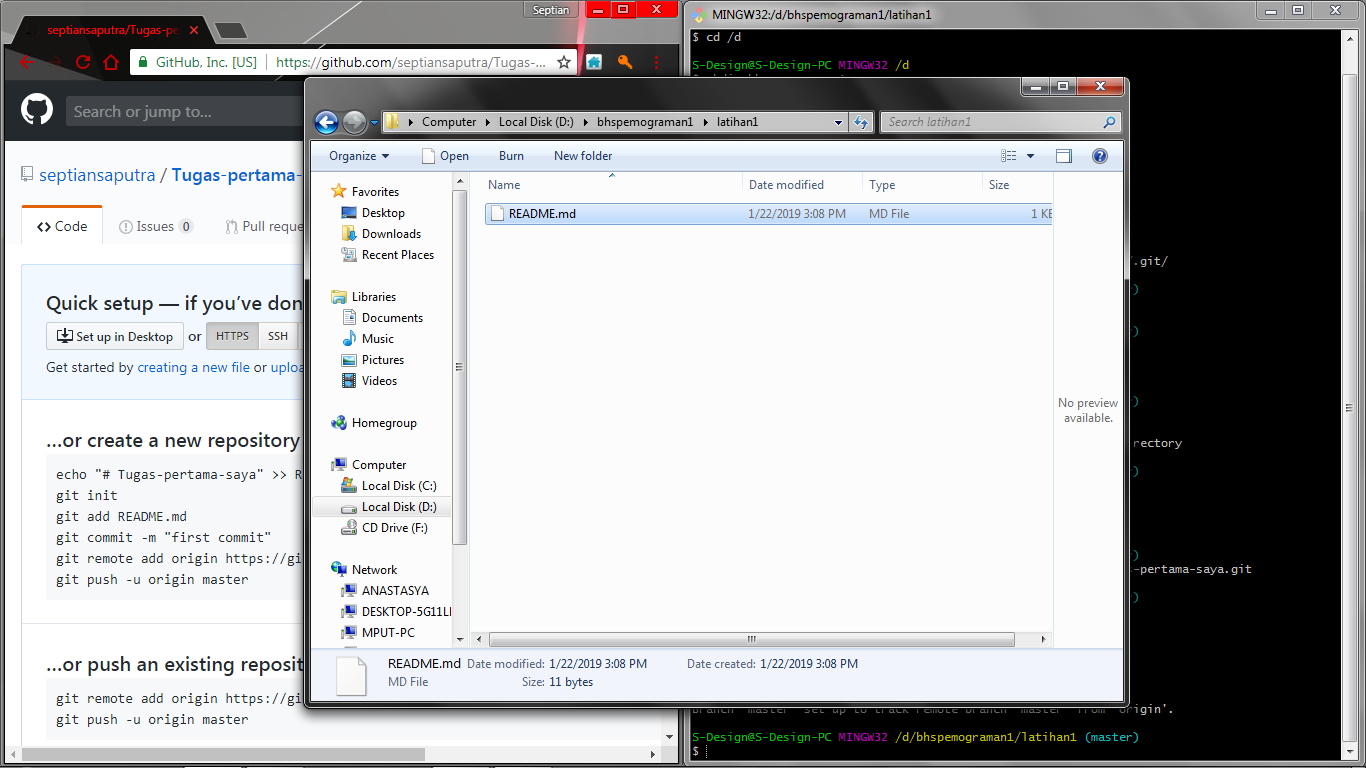 Septian
septiansaputra/Tugas-pe
GitHub, Inc. [US] https://github.com/septiansaputra/Tugas-...
Search or jump to...
septiansaputra / Tugas-pertama-
Code Issues 0 Pull reque
Quick setup — if you've don
Set up in Desktop or HTTPS SSH
Get started by creating a new file or uploa
...or create a new repository
echo "# Tugas-pertama-saya" >> R
git init
git add README.md
git commit -m "first commit"
git remote add origin https://gi
git push -u origin master
...or push an existing reposit
git remote add origin https://gi
git push -u origin master
Computer Local Disk (D:) bhspemograman1 latihan1
Search latihan1
Organize Open Burn New folder
Favorites
Desktop
Downloads
Recent Places
Libraries
Documents
Music
Pictures
Videos
Homegroup
Computer
Local Disk (C:)
Local Disk (D:)
CD Drive (F:)
Network
ANASTASYA
DESKTOP-5G11LI
MPUT-PC
Name Date modified Type Size
README.md 1/22/2019 3:08 PM MD File 1 KB
No preview
available.
README.md Date modified: 1/22/2019 3:08 PM Date created: 1/22/2019 3:08 PM
MD File Size: 11 bytes
MINGW32:/d/bhspemograman1/latihan1
$ cd /d
S-Design@S-Design-PC MINGW32 /d
/.git/
)
)
)
rectory
)
)
-pertama-saya.git
)
Branch 'master' set up to track remote branch 'master' from 'origin'.
S-Design@S-Design-PC MINGW32 /d/bhspemograman1/latihan1 (master)
$